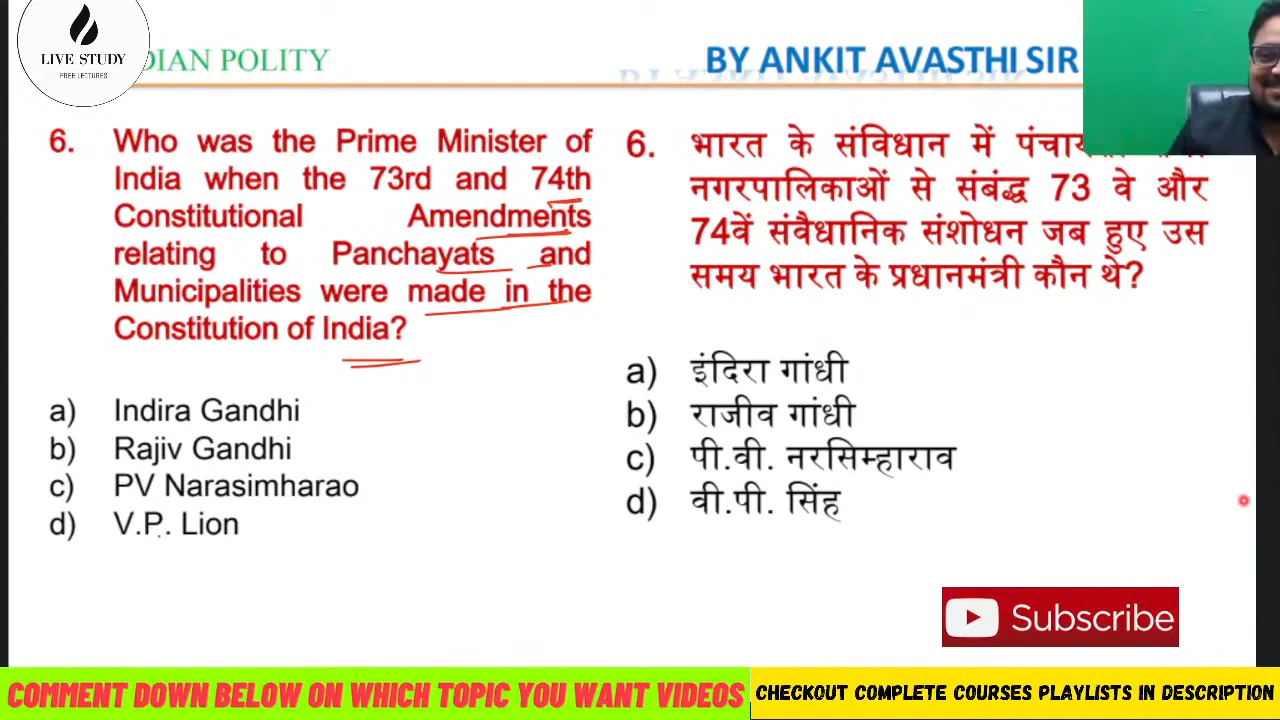 LIVE STUDY
FREE LECTURES
DIAN POLITY
BY ANKIT AVASTHI SIR
6. Who was the Prime Minister of
India when the 73rd and 74th
Constitutional Amendments
relating to Panchayats and
Municipalities were made in the
Constitution of India?
a) Indira Gandhi
b) Rajiv Gandhi
c) PV Narasimharao
d) V.P. Lion
6. भारत के संविधान में
नगरपालिकाओं से संबंद्ध 73 वे और
74वें संवैधानिक संशोधन जब हुए उस
समय भारत के प्रधानमंत्री कौन थे?
a) इंदिरा गांधी
b) राजीव गांधी
c) पी.वी. नरसिम्हाराव
d) वी.पी. सिंह
Subscribe
COMMENT DOWN BELOW ON WHICH TOPIC YOU WANT VIDEOS
CHECKOUT COMPLETE COURSES PLAYLISTS IN DESCRIPTION